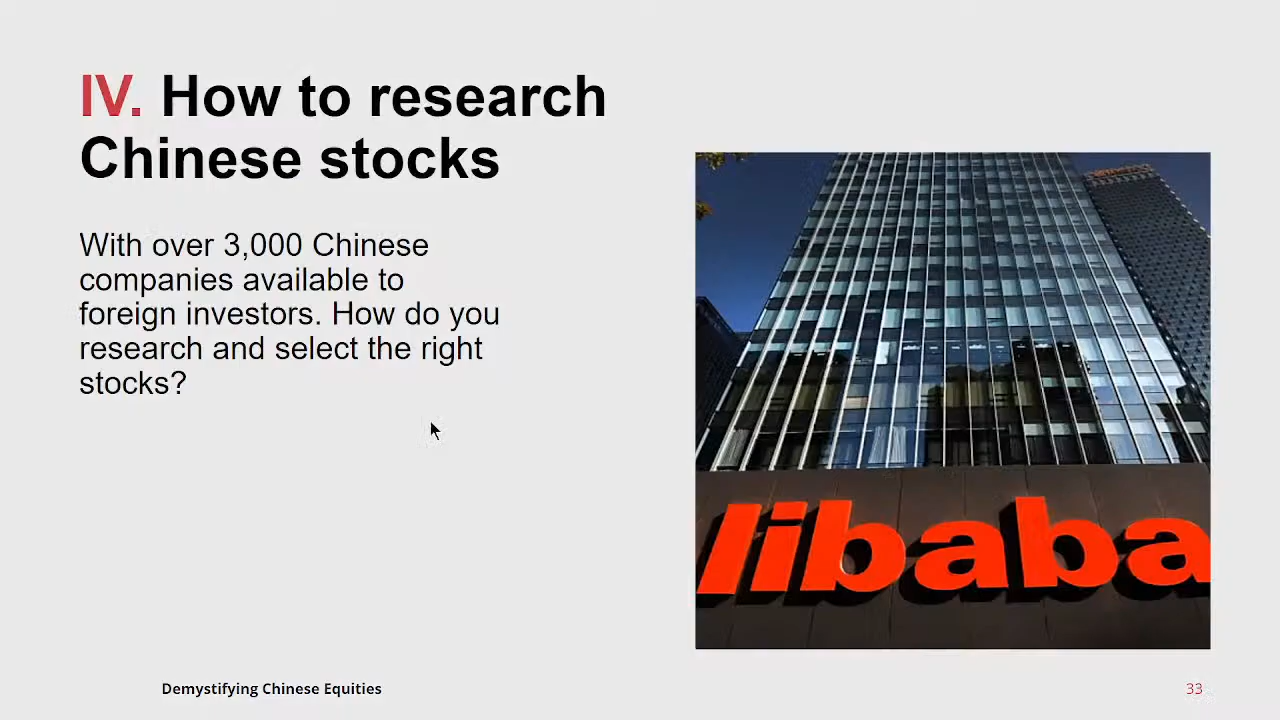 IV. How to research
Chinese stocks
With over 3,000 Chinese
companies available to
foreign investors. How do you
research and select the right
stocks?
libaba
Demystifying Chinese Equities
33